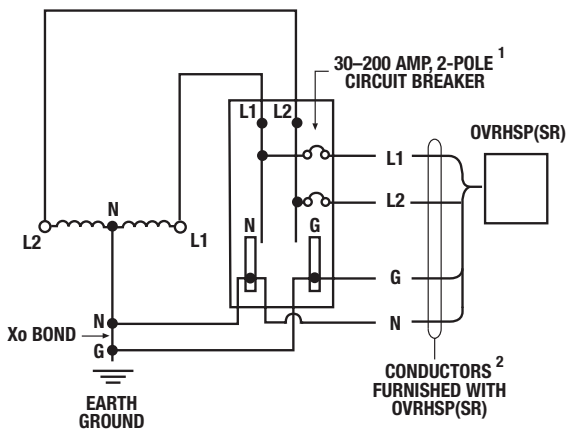 30–200 AMP, 2-POLE 1
CIRCUIT BREAKER
L1
L2
OVRHSP(SR)
L1
L2
N
L2
L1
N
G
G
N
N
Xo BOND
G
EARTH
GROUND
CONDUCTORS 2
FURNISHED WITH
OVRHSP(SR)